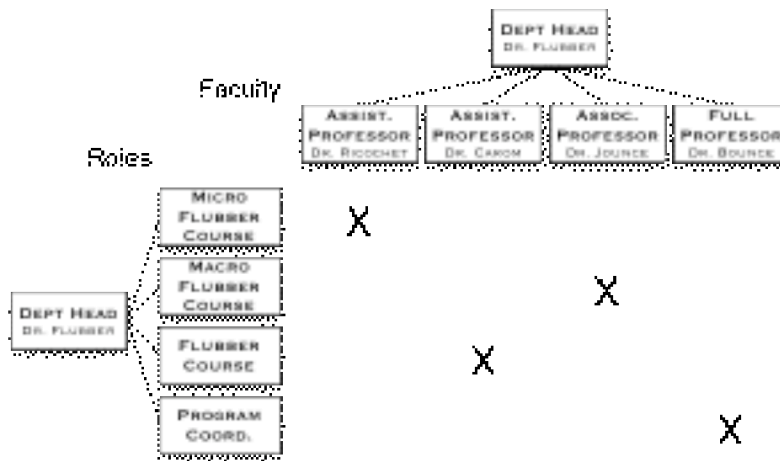 DEPT HEAD
DR. FLUBBER
Faculty
ASSIST.
PROFESSOR
DR. RICOCHET
ASSIST.
PROFESSOR
DR. CAROM
ASSOC.
PROFESSOR
DR. JOUNCE
FULL
PROFESSOR
DR. BOUNCE
Roles
MICRO
FLUBBER
COURSE
X
MACRO
FLUBBER
COURSE
X
DEPT HEAD
DR. FLUBBER
FLUBBER
COURSE
X
PROGRAM
COORD.
X